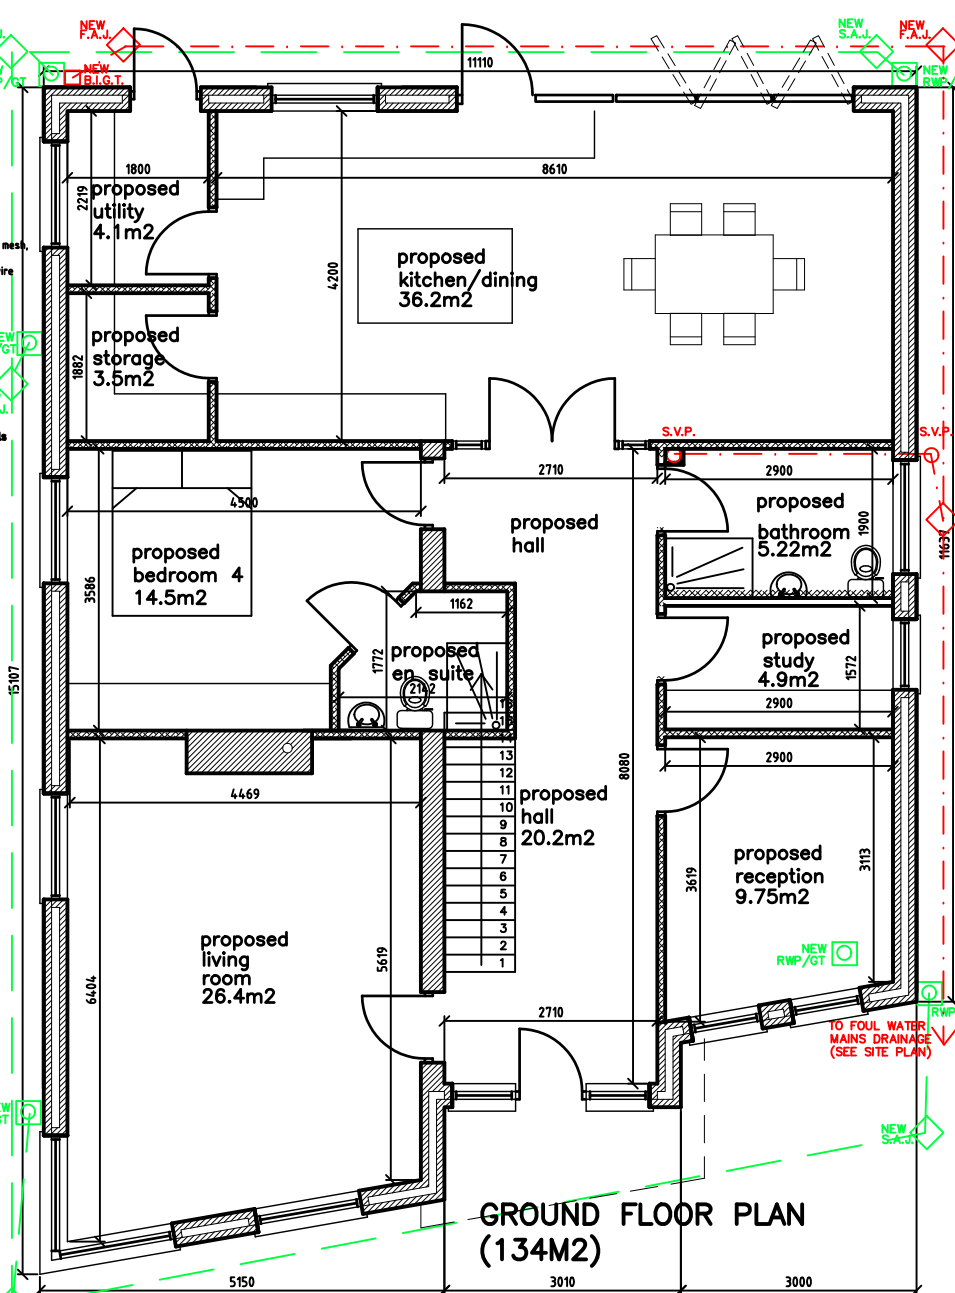 NEW
F.A.J.
NEW
S.A.J.
NEW
F.A.J.
NEW
B.I.G.T.
11110
NEW
RWP/
P/GT
1800
8610
2219
proposed
utility
4.1m2
mesh,
wire
4200
proposed
kitchen/dining
36.2m2
proposed
storage
3.5m2
1882
S.V.P.
S.V.P.
2710
2900
4500
proposed
hall
proposed
bathroom
5.22m2
1900
11637
proposed
bedroom 4
14.5m2
3586
1162
1772
proposed
en suite
2142
proposed
study
4.9m2
1572
2900
15107
13
12
11
10
9
8
7
6
5
4
3
2
1
8080
2900
4469
proposed
hall
20.2m2
proposed
reception
9.75m2
3619
3113
proposed
living
room
26.4m2
6404
5619
NEW
RWP/GT
2710
RWP
TO FOUL WATER
MAINS DRAINAGE
(SEE SITE PLAN)
NEW
S.A.J.
GROUND FLOOR PLAN
(134M2)
5150
3010
3000